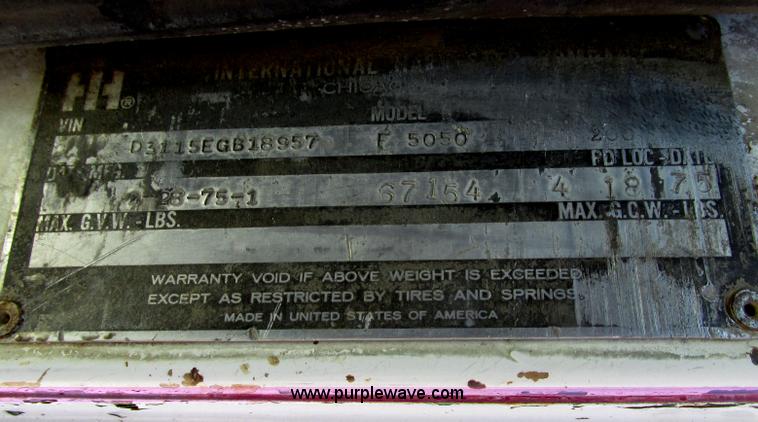 IH®
INTERNATIONAL
CHICAGO
VIN MODEL
D3115EGB18957 F 5050
PD LOC - DATE
-28-75-1 67154 4 18 75
MAX. G.V.W. - LBS. MAX. G.C.W. - LBS.
WARRANTY VOID IF ABOVE WEIGHT IS EXCEEDED
EXCEPT AS RESTRICTED BY TIRES AND SPRINGS.
MADE IN UNITED STATES OF AMERICA
www.purplewave.com